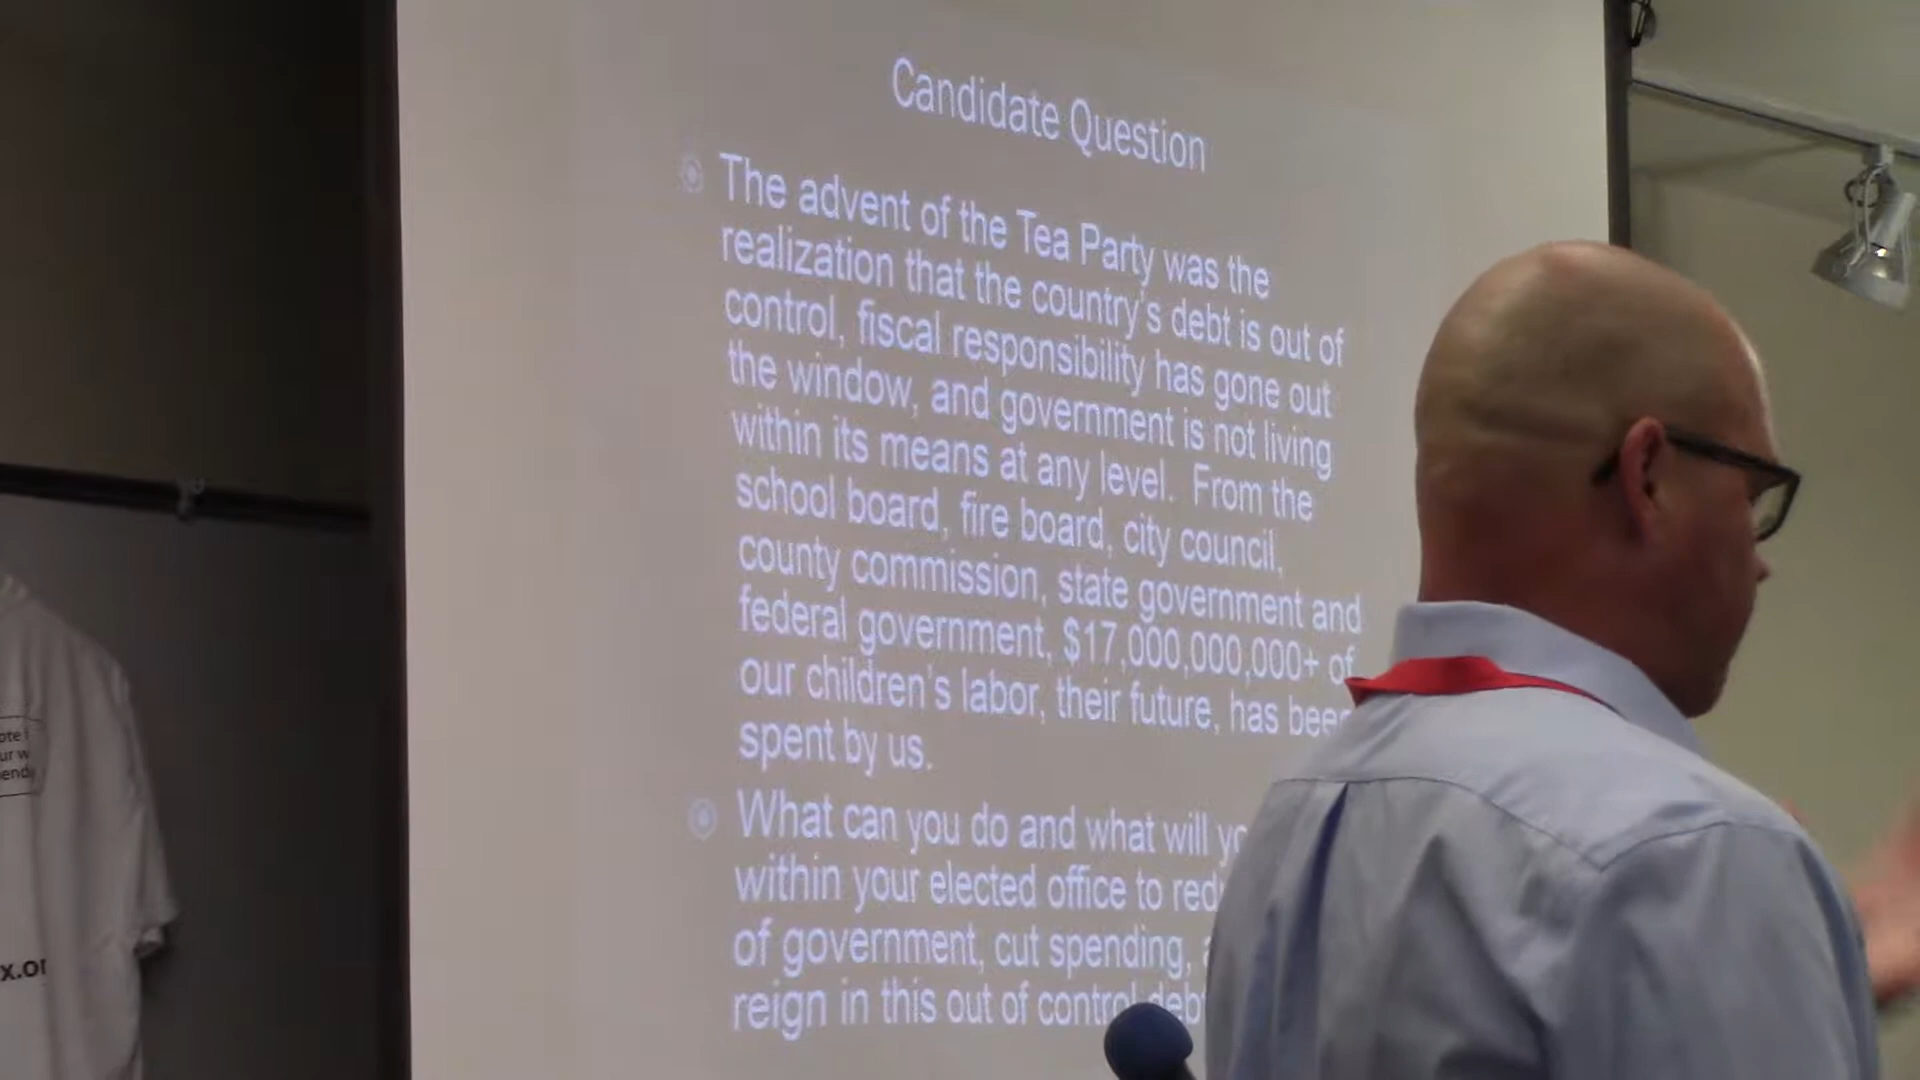 Candidate Question
The advent of the Tea Party was the
realization that the country's debt is out of
control, fiscal responsibility has gone out
the window, and government is not living
within its means at any level. From the
school board, fire board, city council,
county commission, state government and
federal government, $17,000,000,000+ of
our children's labor, their future, has been
spent by us.
What can you do and what will
within your elected office to
of government, cut spending,
reign in this out of control debt